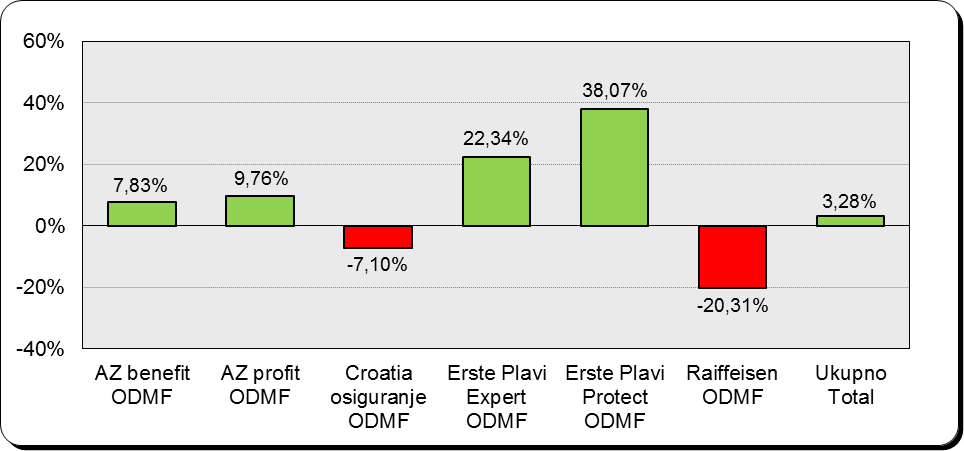 60%
40%
20%
0%
-20%
-40%
7,83%
9,76%
-7,10%
22,34%
38,07%
-20,31%
3,28%
AZ benefit
ODMF
AZ profit
ODMF
Croatia
osiguranje
ODMF
Erste Plavi
Expert
ODMF
Erste Plavi
Protect
ODMF
Raiffeisen
ODMF
Ukupno
Total